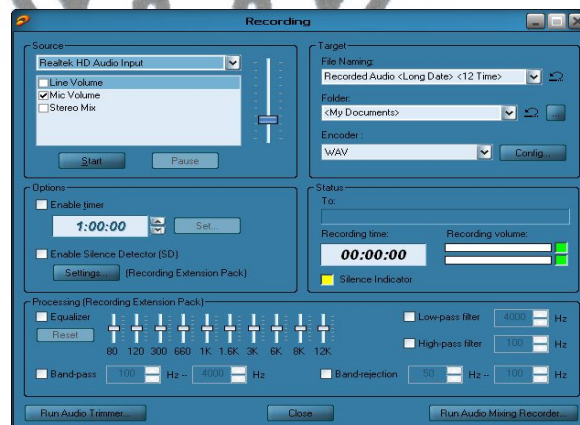 Recording
Source
Realtek HD Audio Input
Line Volume
Mic Volume
Stereo Mix
Start
Pause
Target
File Naming:
Recorded Audio <Long Date> <12 Time>
Folder:
<My Documents>
...
Encoder:
WAV
Config...
Options
Enable timer
1:00:00
Set...
Enable Silence Detector (SD)
Settings...
(Recording Extension Pack)
Status
To:
Recording time:
Recording volume:
00:00:00
Silence Indicator
Processing (Recording Extension Pack)
Equalizer
Reset
80 120 300 660 1K 1.6K 3K 6K 8K 12K
Low-pass filter 4000 Hz
High-pass filter 100 Hz
Band-pass 100 Hz -- 4000 Hz
Band-rejection 50 Hz -- 100 Hz
Run Audio Trimmer...
Close
Run Audio Mixing Recorder...